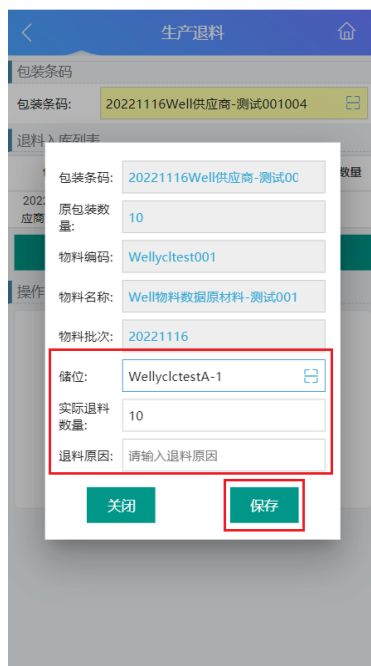 生产退料
包装条码
包装条码: 20221116Well供应商-测试001004
退料入库列表
数量
2022
应商
操作
包装条码: 20221116Well供应商-测试00
原包装数量: 10
物料编码: Wellycltest001
物料名称: Well物料数据原材料-测试001
物料批次: 20221116
储位: WellyclctestA-1
实际退料数量: 10
退料原因: 请输入退料原因
关闭 保存